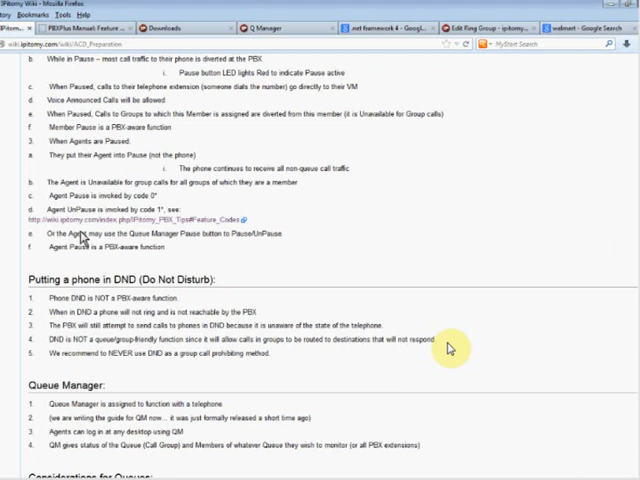 IPitomy Wiki - Mozilla Firefox
ry Bookmarks Tools Help
IPitom... PBXPlus Manual: Feature ... Downloads Q Manager .net framework 4 - Googl... Edit Ring Group - ipitomy... walmart - Google Search
wiki.ipitomy.com/wiki/ACD_Preparation MyStart Search
b. While in Pause – most call traffic to their phone is diverted at the PBX
i. Pause button LED lights Red to indicate Pause active
c. When Paused, calls to their telephone extension (someone dials the number) go directly to their VM
d. Voice Announced Calls will be allowed
e. When Paused, Calls to Groups to which this Member is assigned are diverted from this member (it is Unavailable for Group calls)
f. Member Pause is a PBX-aware function
3. When Agents are Paused.
a. They put their Agent into Pause (not the phone)
i. The phone continues to receive all non-queue call traffic
b. The Agent is Unavailable for group calls for all groups of which they are a member
c. Agent Pause is invoked by code 0*
d. Agent UnPause is invoked by code 1*, see:
http://wiki.ipitomy.com/index.php/IPitomy_PBX_Tips#Feature_Codes
e. Or the Agent may use the Queue Manager Pause button to Pause/UnPause
f. Agent Pause is a PBX-aware function
Putting a phone in DND (Do Not Disturb):
1. Phone DND is NOT a PBX-aware function.
2. When in DND a phone will not ring and is not reachable by the PBX
3. The PBX will still attempt to send calls to phones in DND because it is unaware of the state of the telephone.
4. DND is NOT a queue/group-friendly function since it will allow calls in groups to be routed to destinations that will not respond.
5. We recommend to NEVER use DND as a group call prohibiting method.
Queue Manager:
1. Queue Manager is assigned to function with a telephone
2. (we are writing the guide for QM now... it was just formally released a short time ago)
3. Agents can log in at any desktop using QM
4. QM gives status of the Queue (Call Group) and Members of whatever Queue they wish to monitor (or all PBX extensions)
Considerations for Queues: